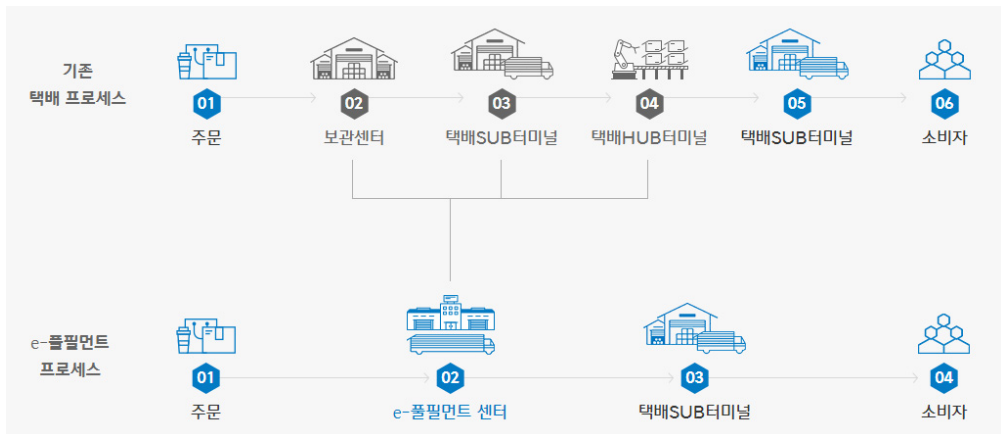 기존
택배 프로세스
01
02
03
04
05
06
주문
보관센터
택배SUB터미널
택배HUB터미널
택배SUB터미널
소비자
e-풀필먼트
프로세스
01
02
03
04
주문
e-풀필먼트 센터
택배SUB터미널
소비자